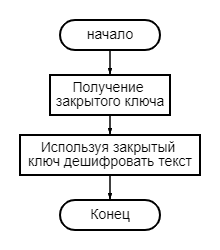 начало
Получение
закрытого ключа
Используя закрытый
ключ дешифровать текст
Конец